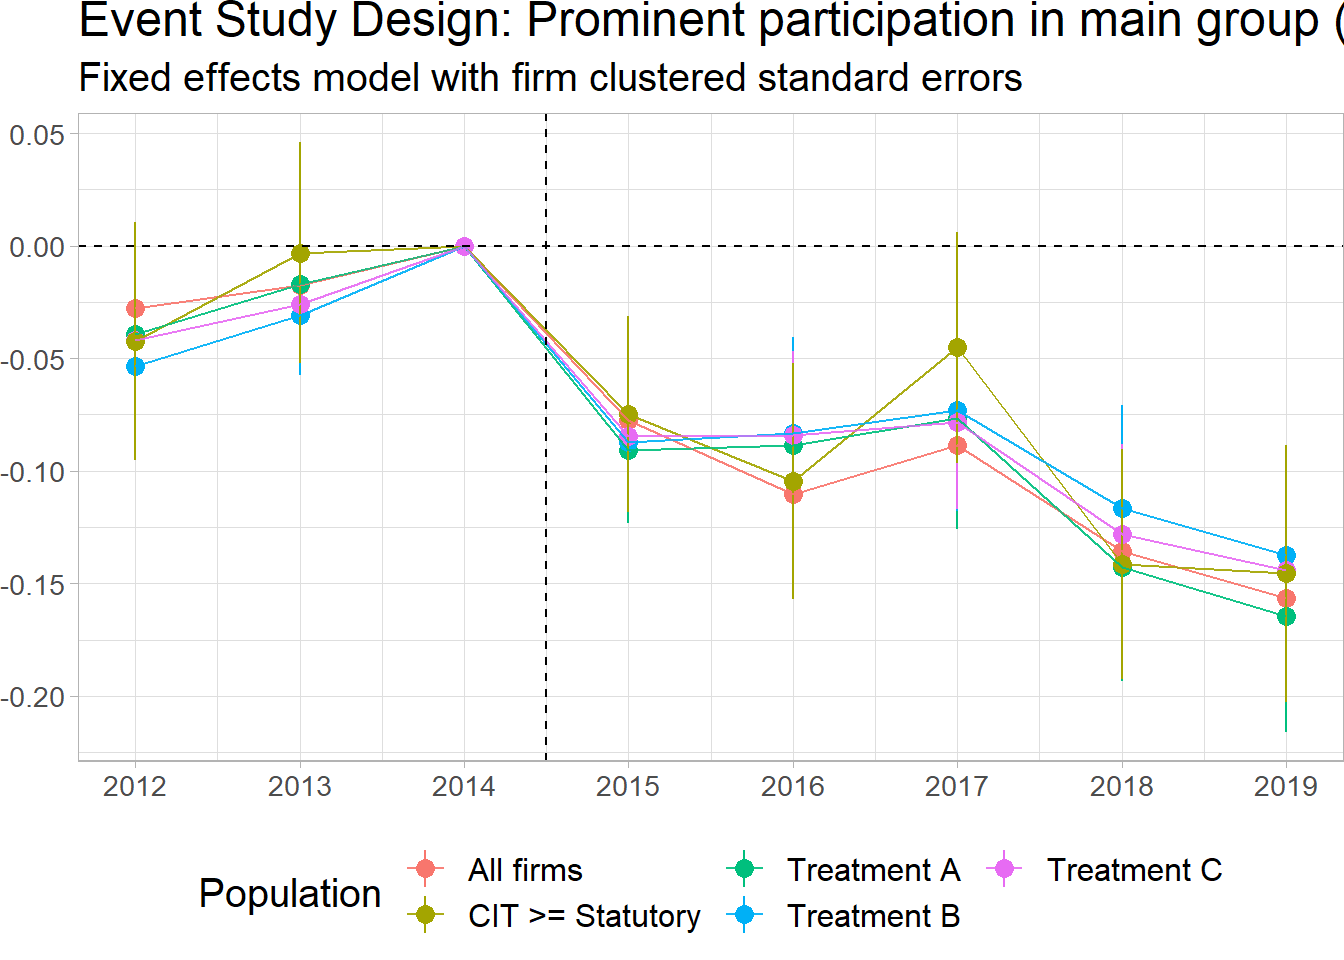 Event Study Design: Prominent participation in main group (
Fixed effects model with firm clustered standard errors
0.05
0.00
-0.05
-0.10
-0.15
-0.20
2012 2013 2014 2015 2016 2017 2018 2019
Population
All firms Treatment A Treatment C
CIT >= Statutory Treatment B